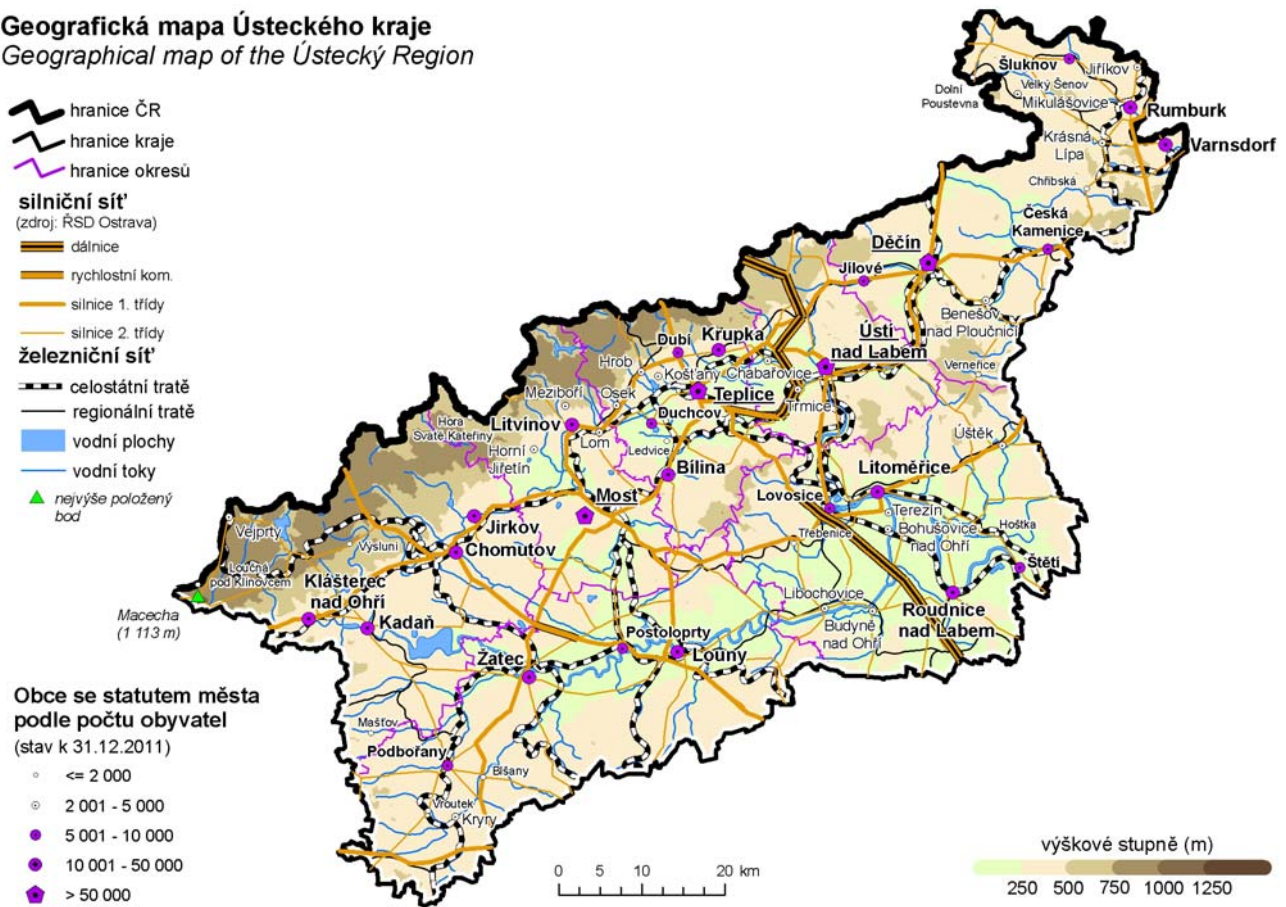 Geografická mapa Ústeckého kraje
Geographical map of the Ústecký Region
hranice ČR
hranice kraje
hranice okresů
silniční síť
(zdroj: ŘSD Ostrava)
dálnice
rychlostní kom.
silnice 1. třídy
silnice 2. třídy
železniční síť
celostátní tratě
regionální tratě
vodní plochy
vodní toky
nejvýše položený
bod
Šluknov
Jiříkov
Dolní
Poustevna
Velký Šenov
Mikulášovice
Rumburk
Krásná
Lípa
Varnsdorf
Chřibská
Česká
Kamenice
Děčín
Jílové
Benešov
nad Ploučnicí
Ústí
nad Labem
Verneřice
Dubí
Krupka
Hrob
Košťany
Chabařovice
Meziboří
Osek
Teplice
Trmice
Duchcov
Litvínov
Hora
Svaté Kateřiny
Lom
Ledvice
Horní
Jiřetín
Bílina
Úštěk
Litoměřice
Most
Lovosice
Terezín
Jirkov
Bohušovice
nad Ohří
Hoštka
Třebenice
Vejprty
Výsluní
Chomutov
Štětí
Loučná
pod Klínovcem
Klášterec
nad Ohří
Libochovice
Macecha
(1 113 m)
Kadaň
Budyně
nad Ohří
Roudnice
nad Labem
Postoloprty
Louny
Žatec
Mašťov
Podbořany
Blšany
Vroutek
Kryry
Obce se statutem města
podle počtu obyvatel
(stav k 31.12.2011)
<= 2 000
2 001 - 5 000
5 001 - 10 000
10 001 - 50 000
> 50 000
0 5 10 20 km
výškové stupně (m)
250 500 750 1000 1250